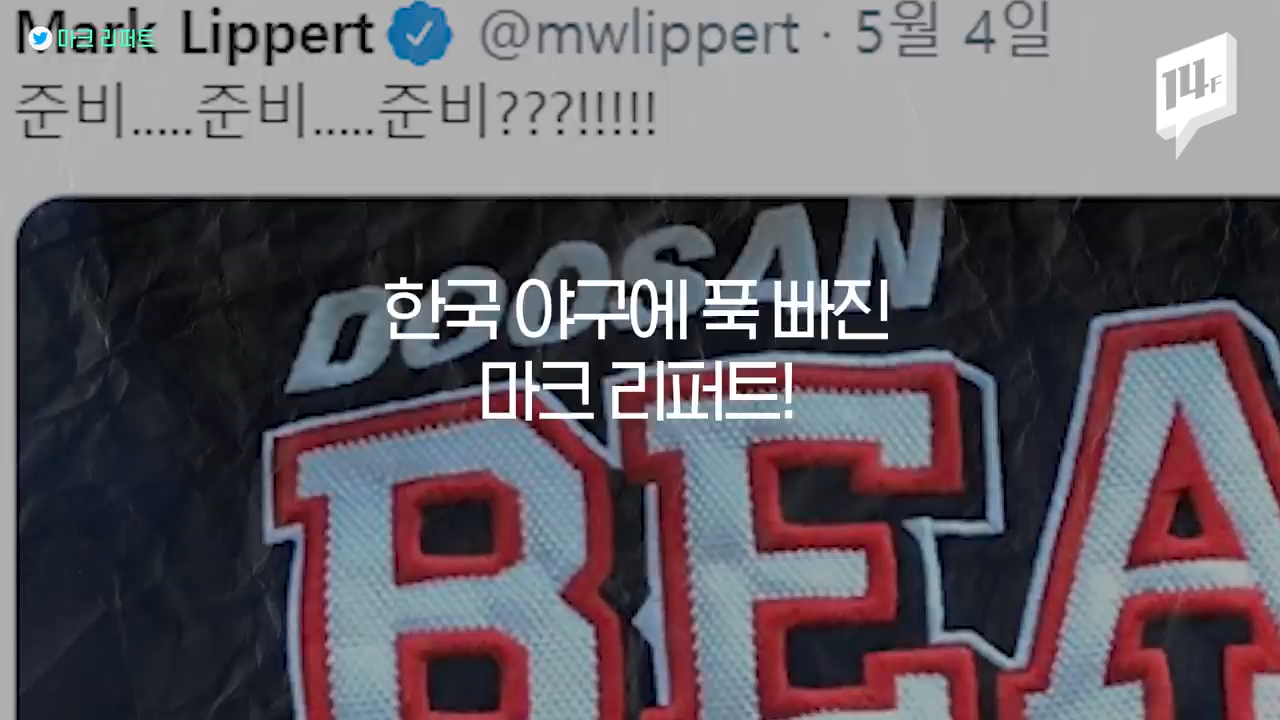 Mark Lippert @mwlippert · 5월 4일
마크 리퍼트
14F
준비.....준비.....준비???!!!!!
DOOSAN
한국 야구에 푹 빠진
마크 리퍼트!
BEA